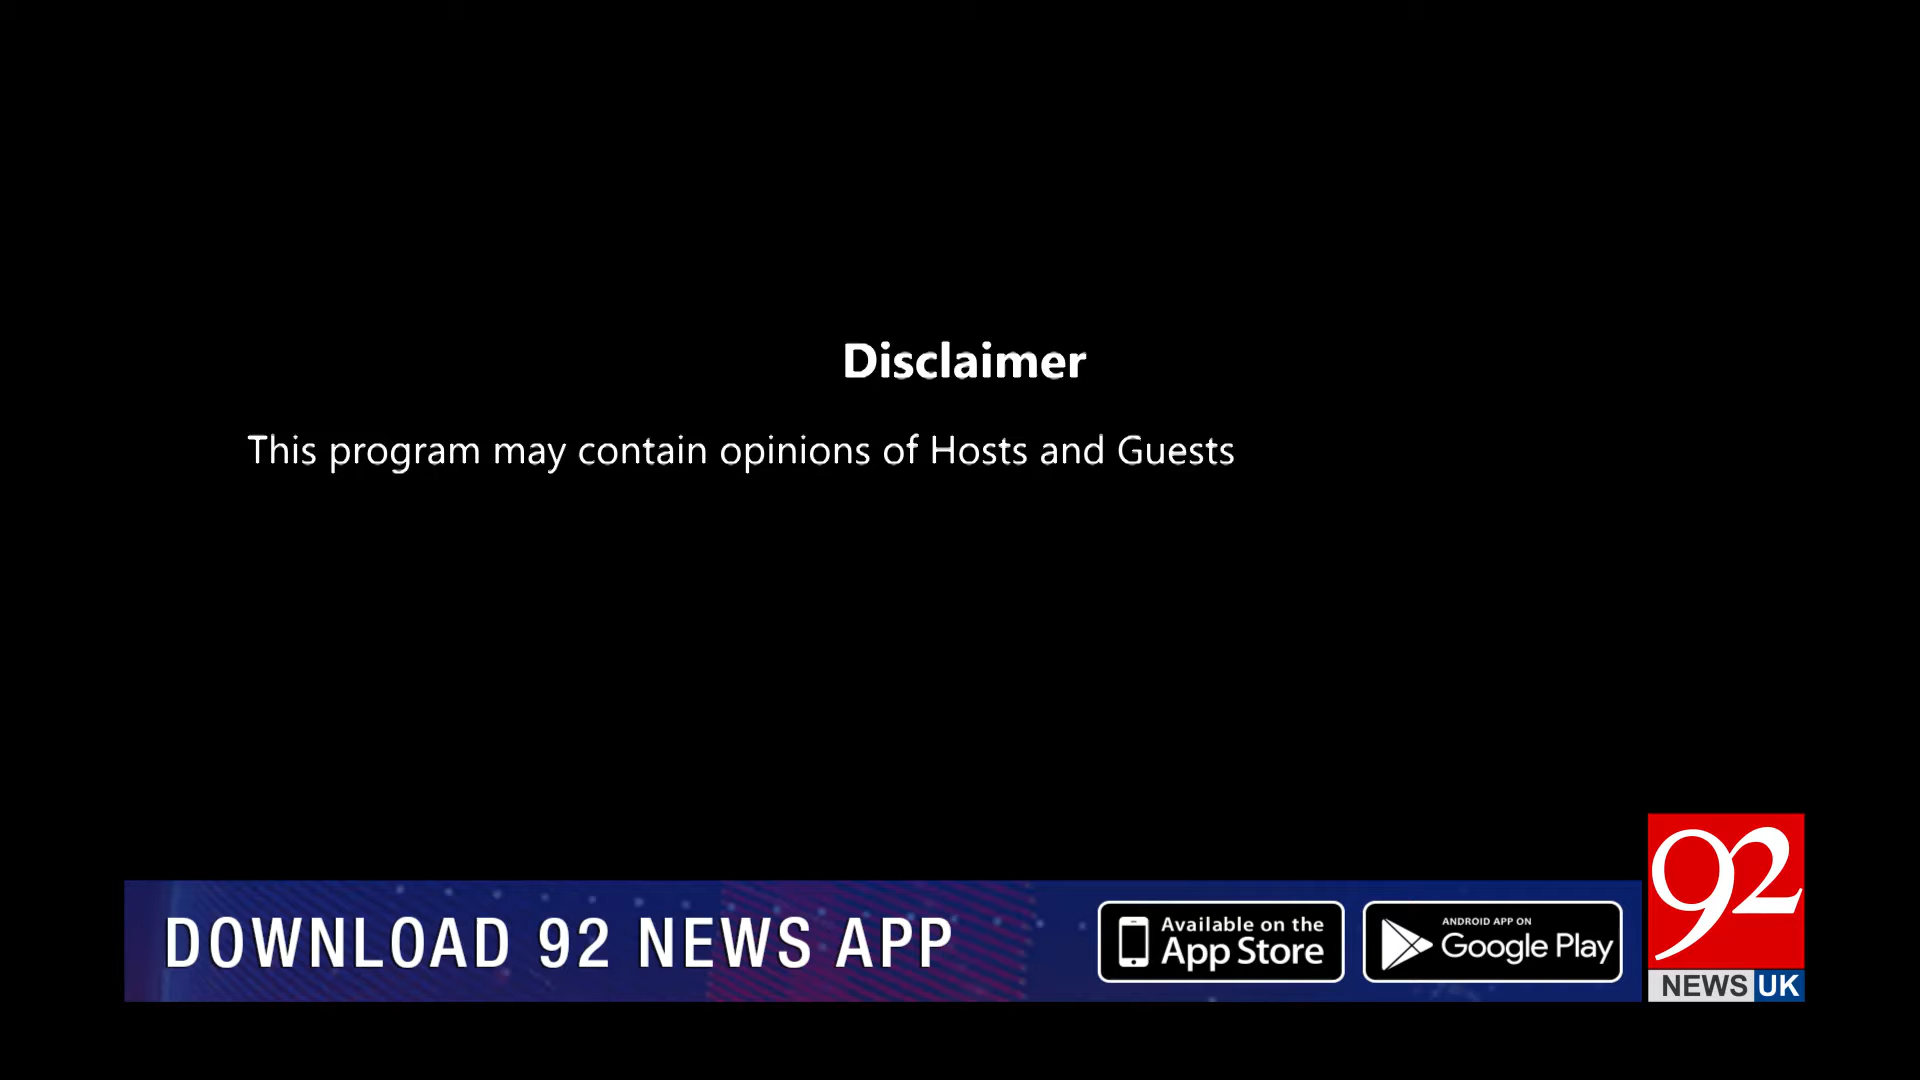 Disclaimer
This program may contain opinions of Hosts and Guests
DOWNLOAD 92 NEWS APP
Available on the
App Store
ANDROID APP ON
Google Play
92
NEWS UK